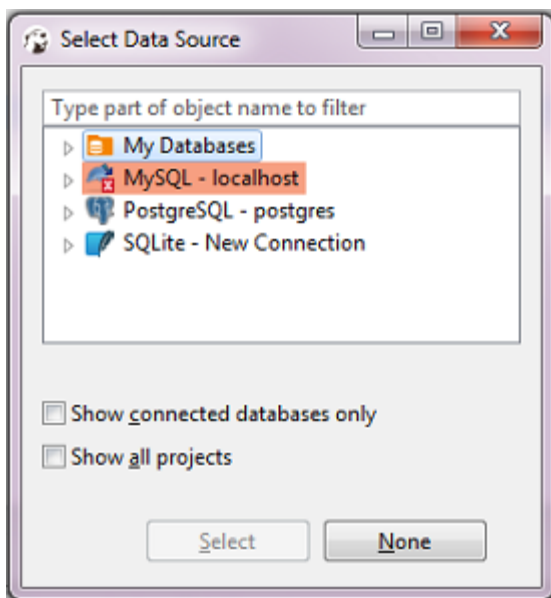 Select Data Source
Type part of object name to filter
My Databases
MySQL - localhost
PostgreSQL - postgres
SQLite - New Connection
Show connected databases only
Show all projects
Select
None